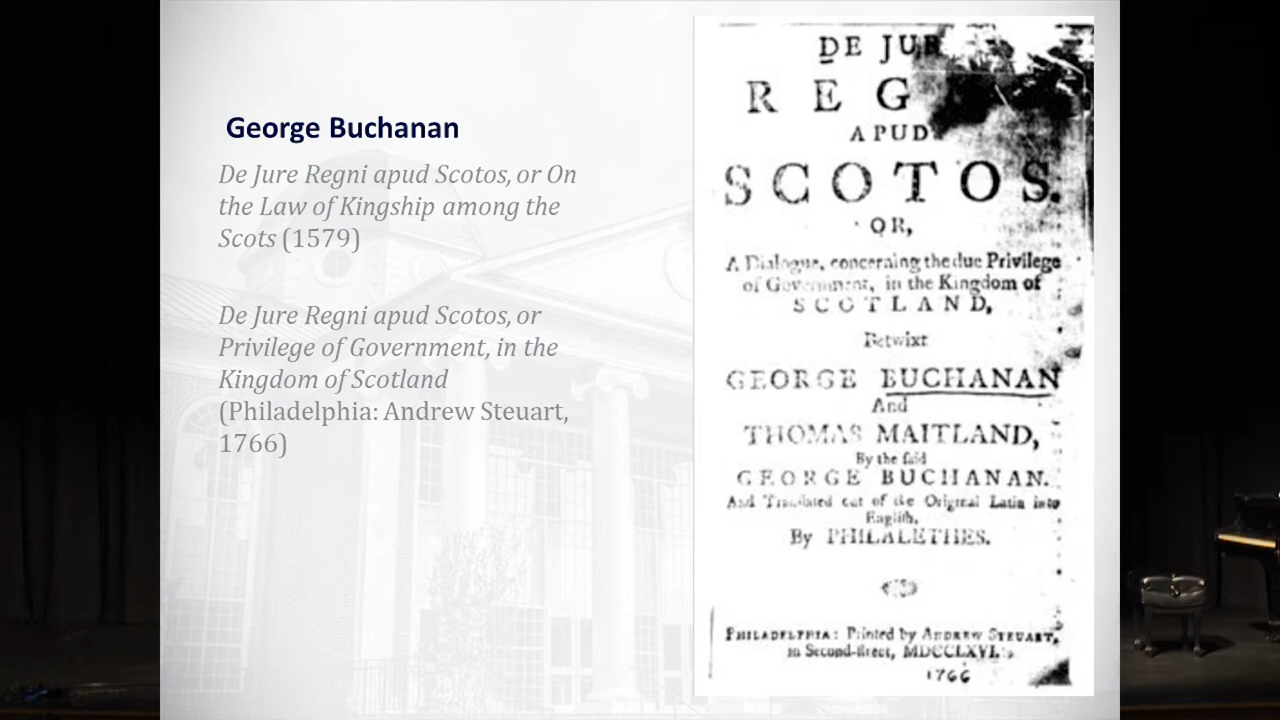 George Buchanan
De Jure Regni apud Scotos, or On
the Law of Kingship among the
Scots (1579)
De Jure Regni apud Scotos, or
Privilege of Government, in the
Kingdom of Scotland
(Philadelphia: Andrew Steuart,
1766)
DE JUR
REG
APUD
SCOTOS.
OR,
A Dialogue, concerning the due Privilege
of Government, in the Kingdom of
SCOTLAND,
Betwixt
GEORGE BUCHANAN
And
THOMAS MAITLAND,
By the said
GEORGE BUCHANAN.
And Translated out of the Original Latin into
English,
By PHILALETHES.
PHILADELPHIA: Printed by ANDREW STEUART,
in Second-street, MDCCLXVI.
1766